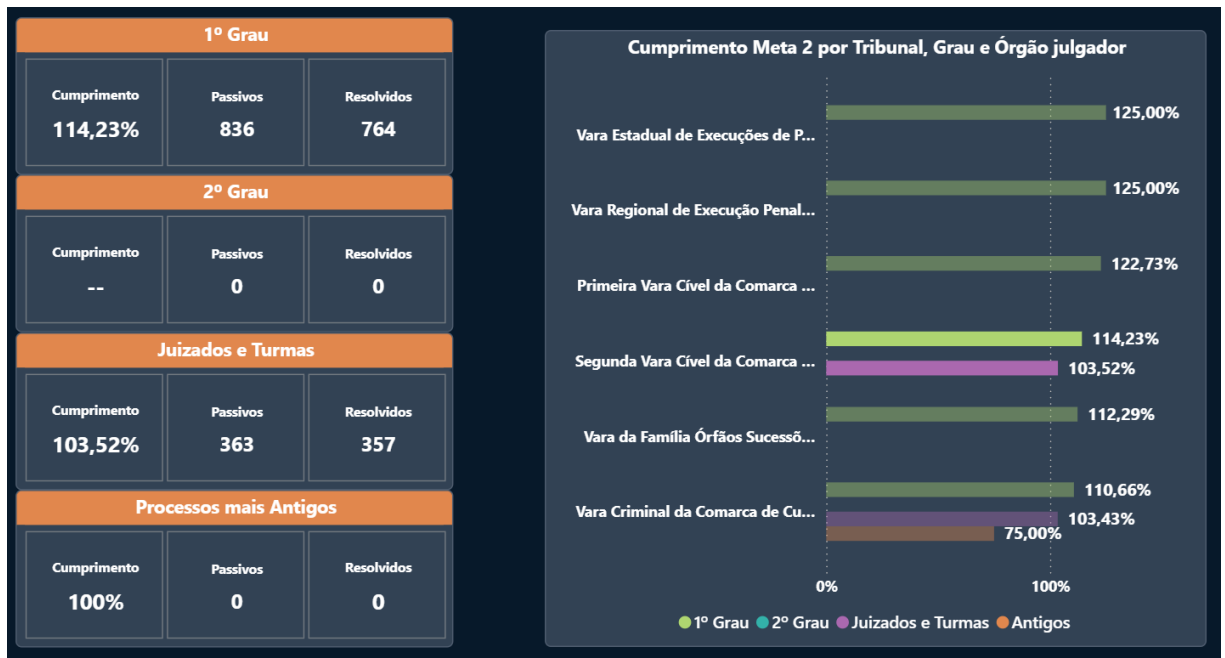 1º Grau
Cumprimento
114,23%
Passivos
836
Resolvidos
764
2º Grau
Cumprimento
--
Passivos
0
Resolvidos
0
Juizados e Turmas
Cumprimento
103,52%
Passivos
363
Resolvidos
357
Processos mais Antigos
Cumprimento
100%
Passivos
0
Resolvidos
0
Cumprimento Meta 2 por Tribunal, Grau e Órgão julgador
Vara Estadual de Execuções de P...
125,00%
Vara Regional de Execução Penal...
125,00%
Primeira Vara Cível da Comarca ...
122,73%
Segunda Vara Cível da Comarca ...
114,23%
103,52%
Vara da Família Órfãos Sucessõ...
112,29%
Vara Criminal da Comarca de Cu...
110,66%
103,43%
75,00%
0%
100%
1º Grau
2º Grau
Juizados e Turmas
Antigos